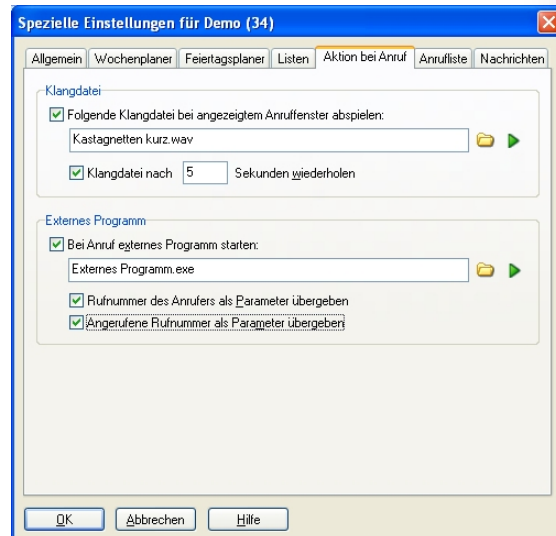 Spezielle Einstellungen für Demo (34)
Allgemein Wochenplaner Feiertagsplaner Listen Aktion bei Anruf Anrufliste Nachrichten
Klangdatei
Folgende Klangdatei bei angezeigtem Anruffenster abspielen:
Kastagnetten kurz.wav
Klangdatei nach 5 Sekunden wiederholen
Externes Programm
Bei Anruf externes Programm starten:
Externes Programm.exe
Rufnummer des Anrufers als Parameter übergeben
Angerufene Rufnummer als Parameter übergeben
OK Abbrechen Hilfe